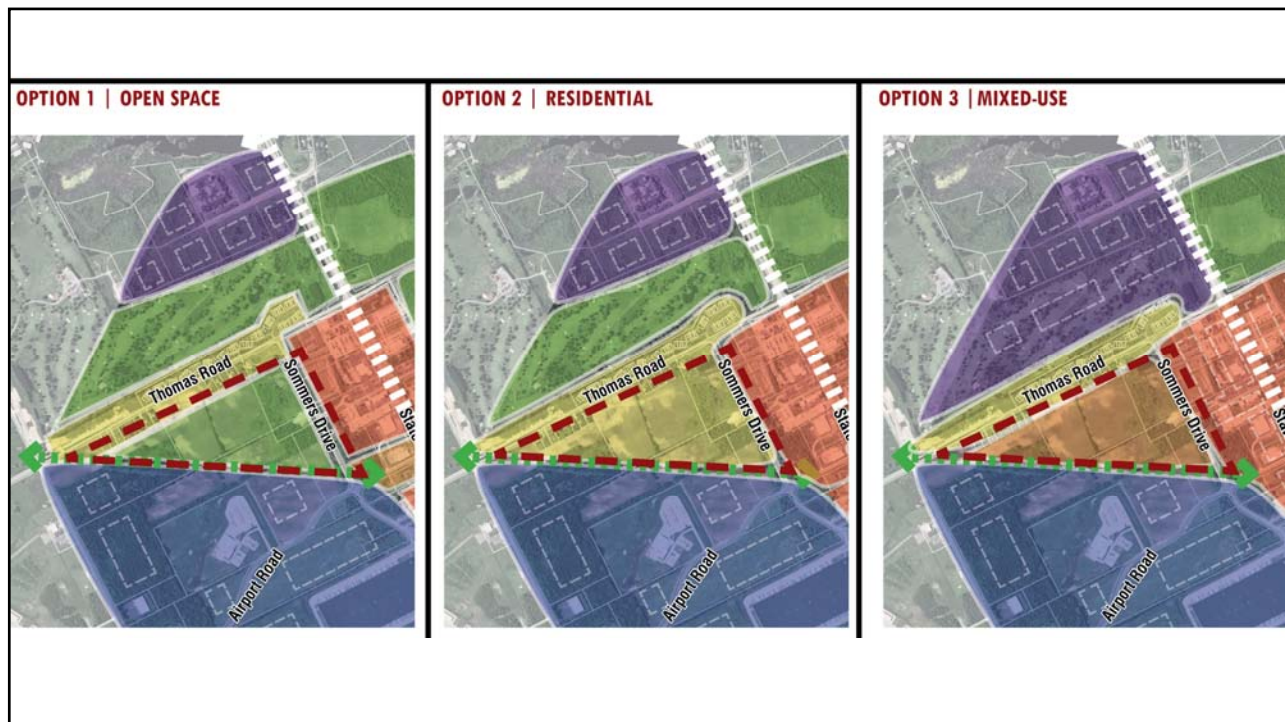 OPTION 1 | OPEN SPACE
OPTION 2 | RESIDENTIAL
OPTION 3 | MIXED-USE
Thomas Road
Sommers Drive
Airport Road
Thomas Road
Sommers Drive
Airport Road
Thomas Road
Sommers Drive
Airport Road